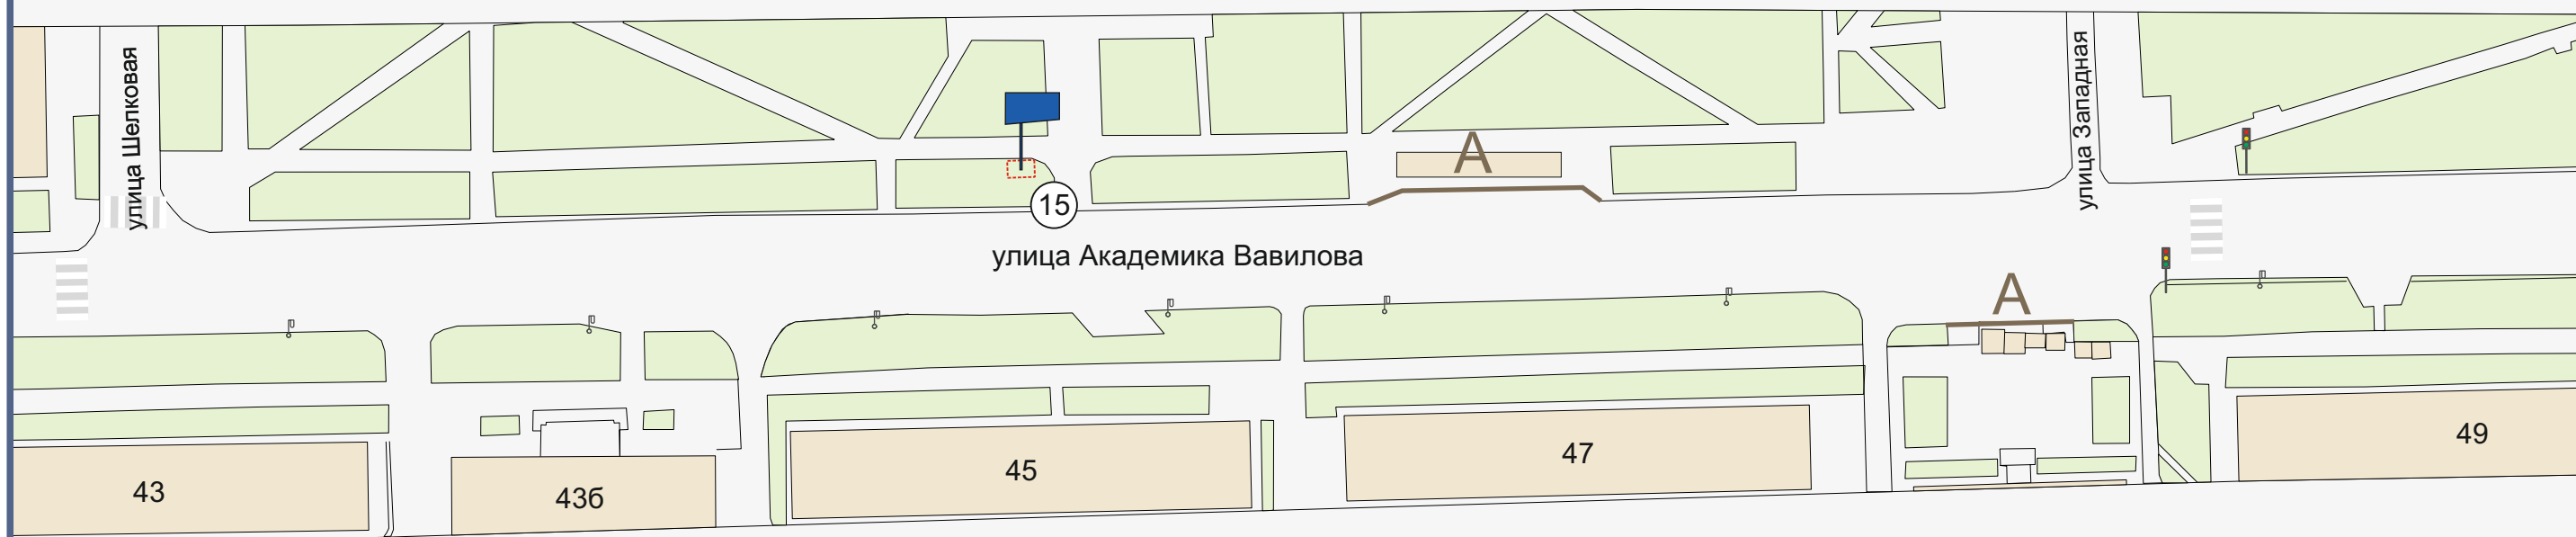 улица Шелковая
улица Западная
А
15
улица Академика Вавилова
А
43
43б
45
47
49